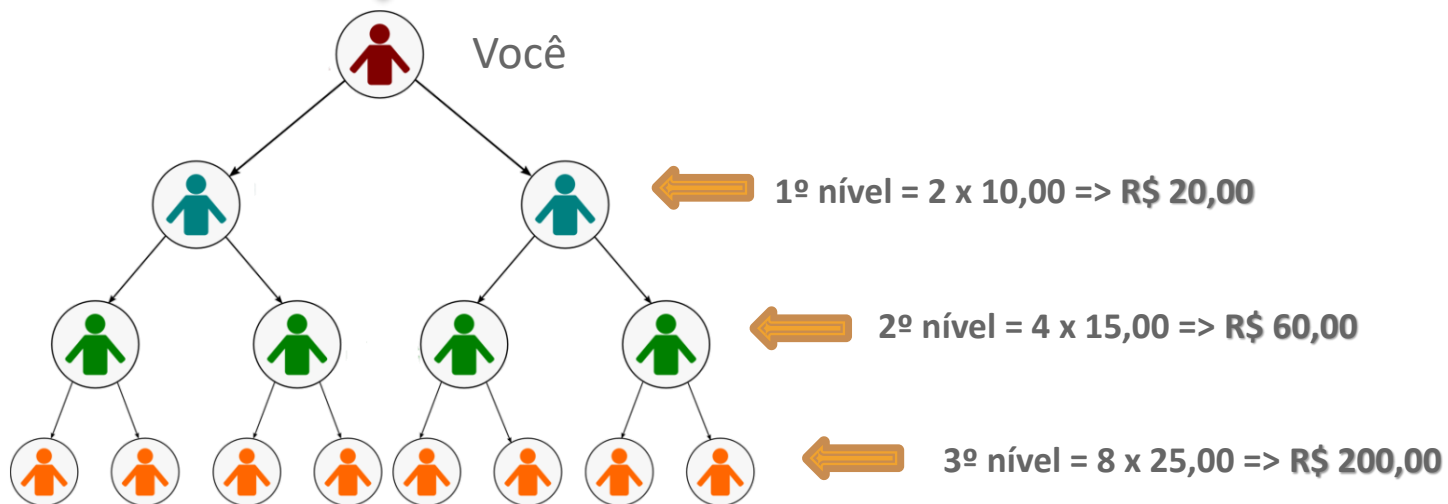 Você
1º nível = 2 x 10,00 => R$ 20,00
2º nível = 4 x 15,00 => R$ 60,00
3º nível = 8 x 25,00 => R$ 200,00